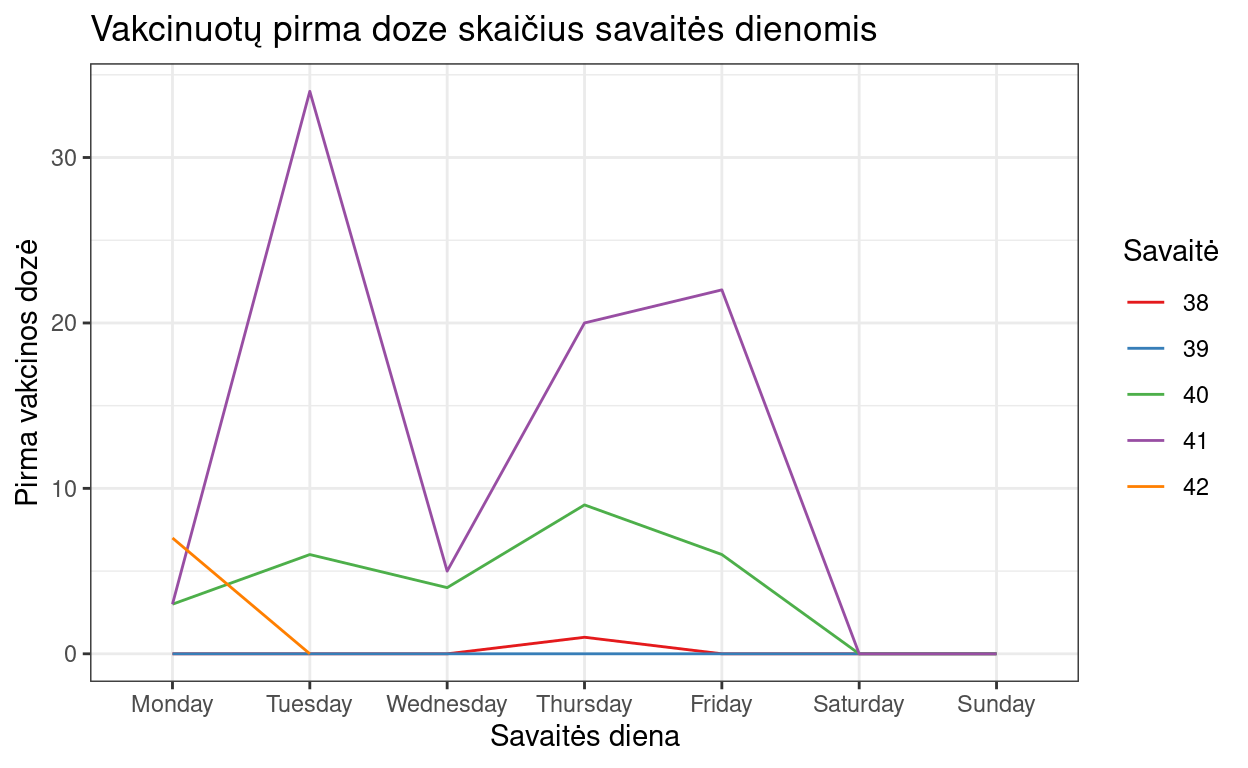 Vakcinuotų pirma doze skaičius savaitės dienomis
Pirma vakcinos dozė
30
20
10
0
Monday Tuesday Wednesday Thursday Friday Saturday Sunday
Savaitės diena
Savaitė
38
39
40
41
42